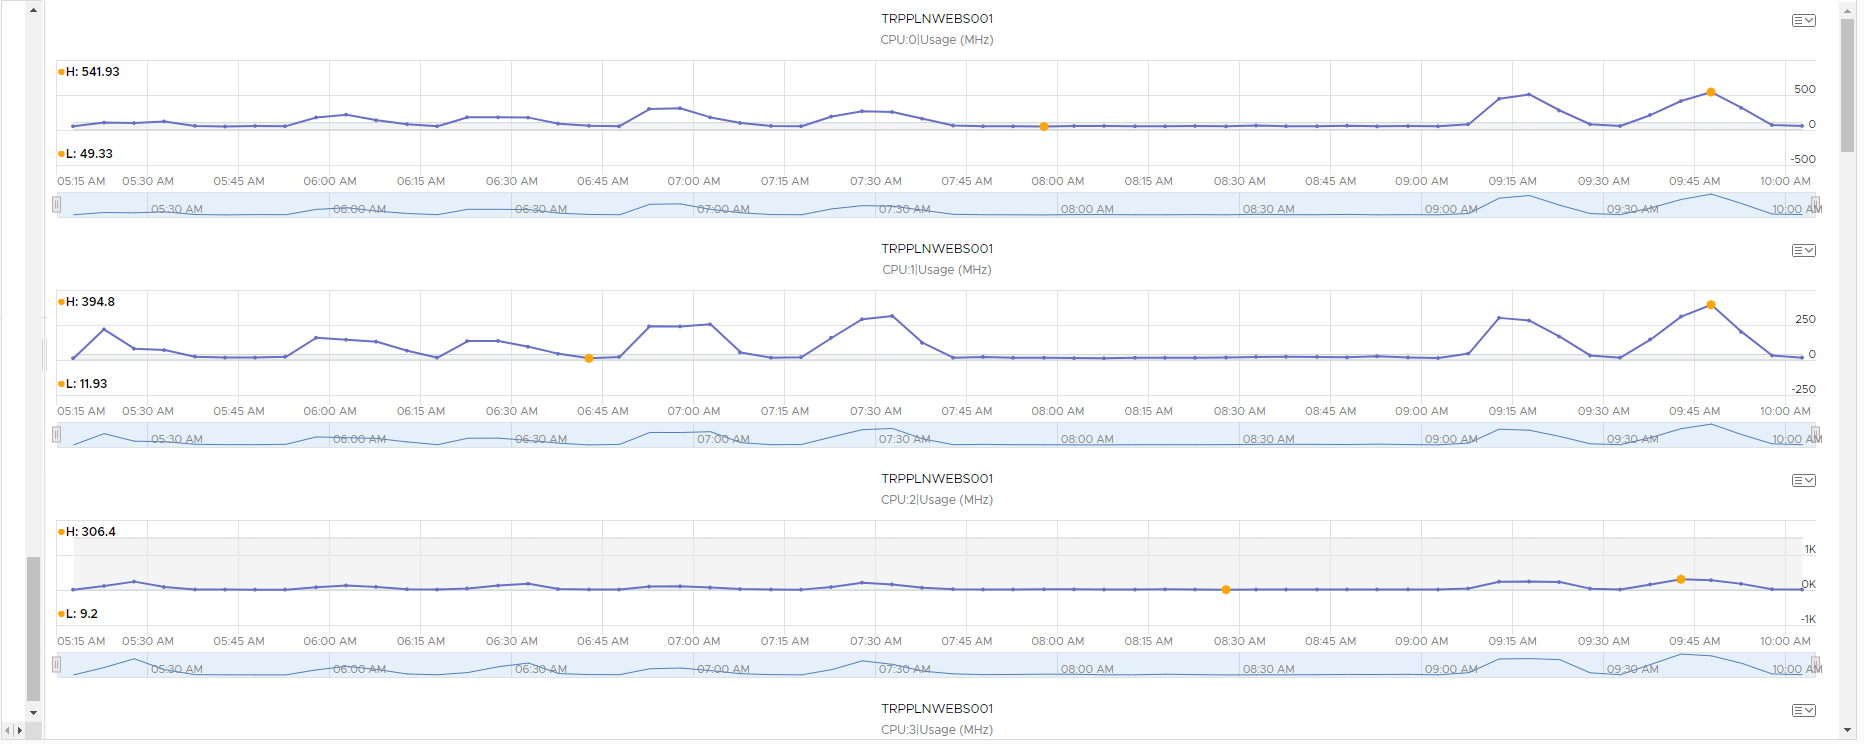 TRPPLNWEBS001
CPU:0|Usage (MHz)
H: 541.93
500
0
L: 49.33
-500
05:15 AM 05:30 AM 05:45 AM 06:00 AM 06:15 AM 06:30 AM 06:45 AM 07:00 AM 07:15 AM 07:30 AM 07:45 AM 08:00 AM 08:15 AM 08:30 AM 08:45 AM 09:00 AM 09:15 AM 09:30 AM 09:45 AM 10:00 AM
05:30 AM 06:00 AM 06:30 AM 07:00 AM 07:30 AM 08:00 AM 08:30 AM 09:00 AM 09:30 AM 10:00 AM
TRPPLNWEBS001
CPU:1|Usage (MHz)
H: 394.8
250
0
L: 11.93
-250
05:15 AM 05:30 AM 05:45 AM 06:00 AM 06:15 AM 06:30 AM 06:45 AM 07:00 AM 07:15 AM 07:30 AM 07:45 AM 08:00 AM 08:15 AM 08:30 AM 08:45 AM 09:00 AM 09:15 AM 09:30 AM 09:45 AM 10:00 AM
05:30 AM 06:00 AM 06:30 AM 07:00 AM 07:30 AM 08:00 AM 08:30 AM 09:00 AM 09:30 AM 10:00 AM
TRPPLNWEBS001
CPU:2|Usage (MHz)
H: 306.4
1K
0K
L: 9.2
-1K
05:15 AM 05:30 AM 05:45 AM 06:00 AM 06:15 AM 06:30 AM 06:45 AM 07:00 AM 07:15 AM 07:30 AM 07:45 AM 08:00 AM 08:15 AM 08:30 AM 08:45 AM 09:00 AM 09:15 AM 09:30 AM 09:45 AM 10:00 AM
05:30 AM 06:00 AM 06:30 AM 07:00 AM 07:30 AM 08:00 AM 08:30 AM 09:00 AM 09:30 AM 10:00 AM
TRPPLNWEBS001
CPU:3|Usage (MHz)